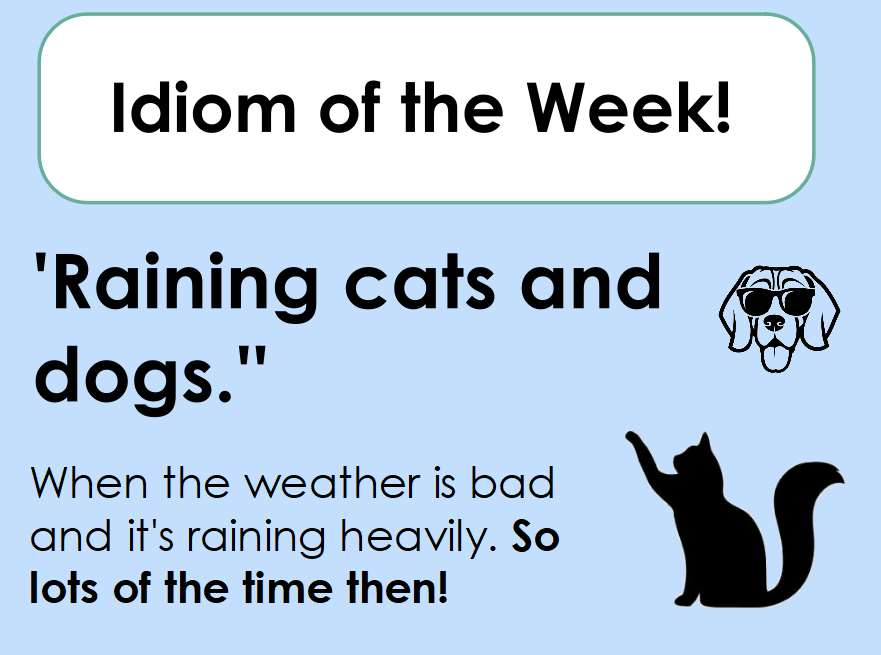 Idiom of the Week!
'Raining cats and
dogs."
When the weather is bad
and it's raining heavily. So
lots of the time then!